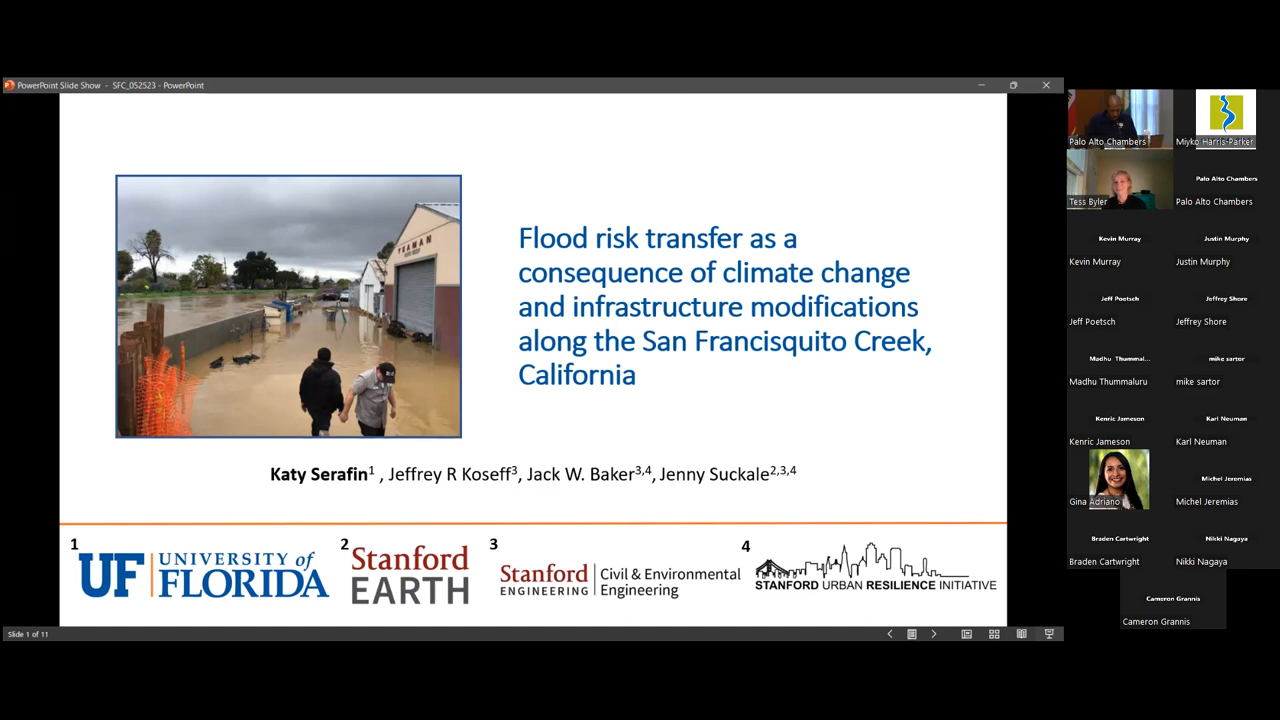 PowerPoint Slide Show - SFC_052523 - PowerPoint
TEAMAN
Flood risk transfer as a
consequence of climate change
and infrastructure modifications
along the San Francisquito Creek,
California
Katy Serafin1 , Jeffrey R Koseff3, Jack W. Baker3,4, Jenny Suckale2,3,4
1
UF UNIVERSITY of
FLORIDA
2
Stanford
EARTH
3
Stanford
ENGINEERING
Civil & Environmental
Engineering
4
STANFORD URBAN RESILIENCE INITIATIVE
Slide 1 of 11
Palo Alto Chambers
Miyko Harris-Parker
Tess Byler
Palo Alto Chambers
Palo Alto Chambers
Kevin Murray
Kevin Murray
Justin Murphy
Justin Murphy
Jeff Poetsch
Jeff Poetsch
Jeffrey Shore
Jeffrey Shore
Madhu Thummal...
Madhu Thummaluru
mike sartor
mike sartor
Kenric Jameson
Kenric Jameson
Karl Neuman
Karl Neuman
Gina Adriano
Michel Jeremias
Michel Jeremias
Braden Cartwright
Braden Cartwright
Nikki Nagaya
Nikki Nagaya
Cameron Grannis
Cameron Grannis